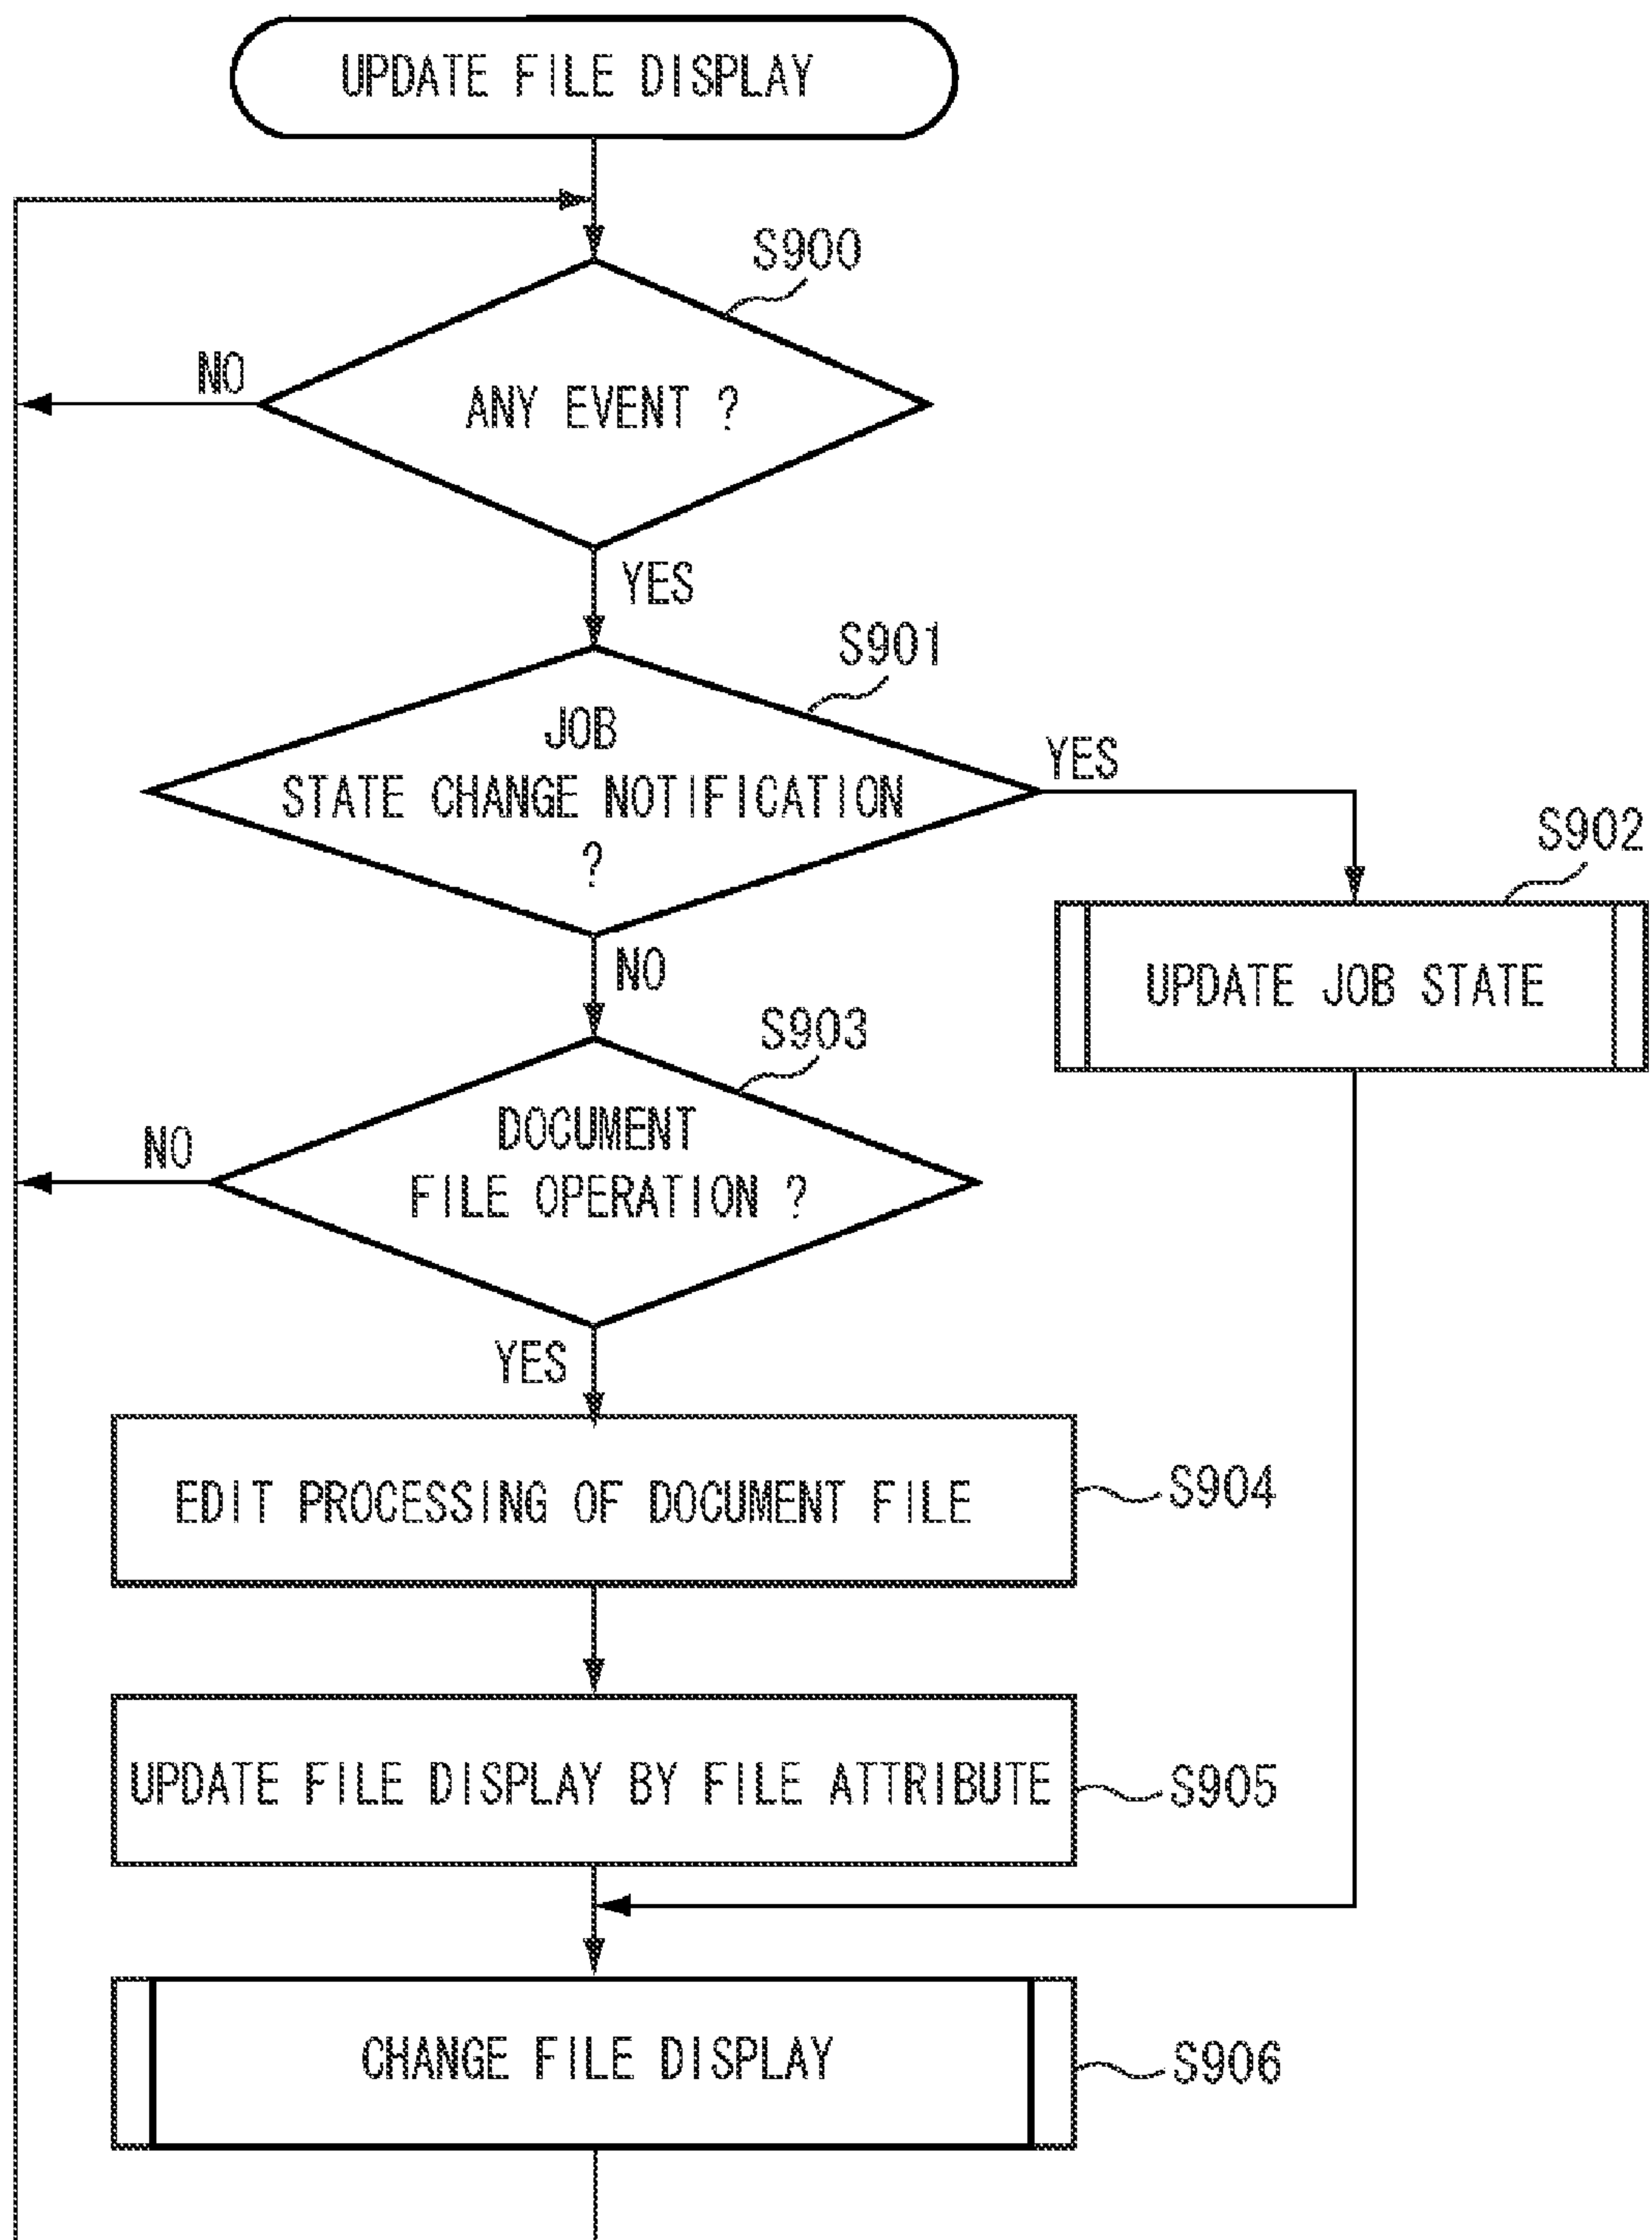 UPDATE FILE DISPLAY
S900
NO
ANY EVENT ?
YES
S901
JOB
STATE CHANGE NOTIFICATION
?
YES
S902
UPDATE JOB STATE
NO
S903
DOCUMENT
FILE OPERATION ?
NO
YES
EDIT PROCESSING OF DOCUMENT FILE
S904
UPDATE FILE DISPLAY BY FILE ATTRIBUTE
S905
CHANGE FILE DISPLAY
S906